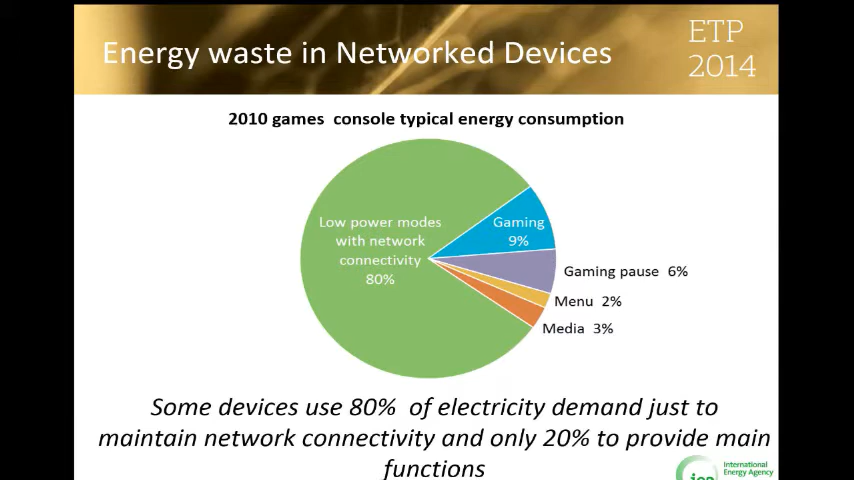 Energy waste in Networked Devices
ETP
2014
2010 games console typical energy consumption
Low power modes
with network
connectivity
80%
Gaming
9%
Gaming pause 6%
Menu 2%
Media 3%
Some devices use 80% of electricity demand just to
maintain network connectivity and only 20% to provide main
functions
International
Energy Agency
iea